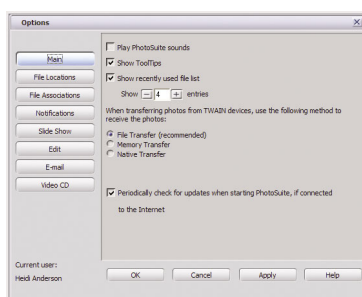 Options
Main
File Locations
File Associations
Notifications
Slide Show
Edit
E-mail
Video CD
Current user:
Heidi Anderson
Play PhotoSuite sounds
Show ToolTips
Show recently used file list
Show 4 entries
When transferring photos from TWAIN devices, use the following method to
receive the photos:
File Transfer (recommended)
Memory Transfer
Native Transfer
Periodically check for updates when starting PhotoSuite, if connected
to the Internet
OK
Cancel
Apply
Help